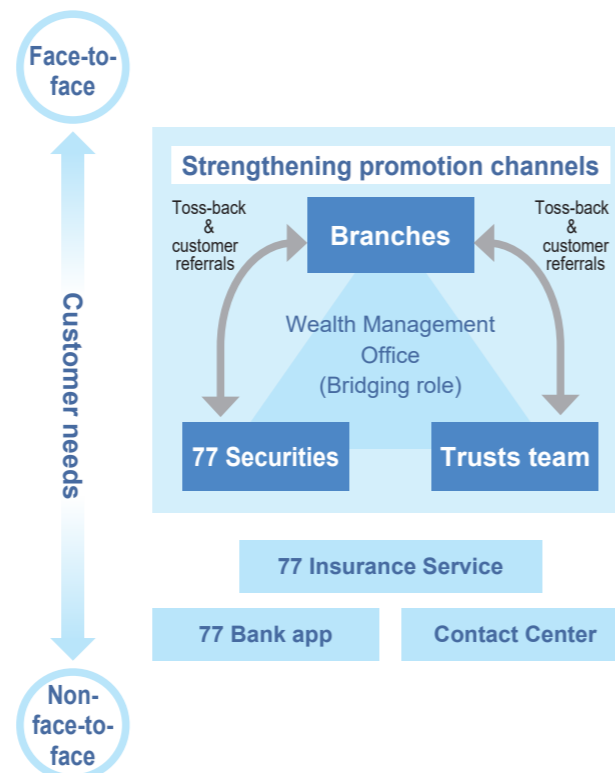 Face-to-
face
Strengthening promotion channels
Toss-back
&
customer
referrals
Branches
Toss-back
&
customer
referrals
Customer needs
Wealth Management
Office
(Bridging role)
77 Securities
Trusts team
77 Insurance Service
77 Bank app
Contact Center
Non-
face-to-
face